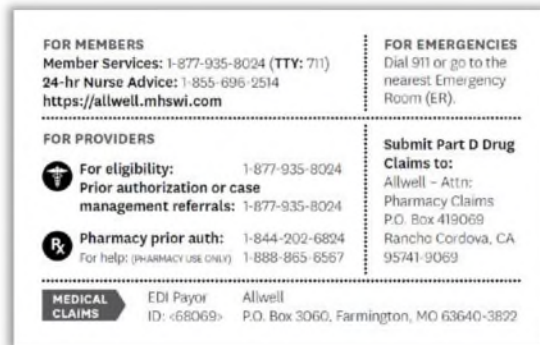 FOR MEMBERS
Member Services: 1-877-935-8024 (TTY: 711)
24-hr Nurse Advice: 1-855-696-2514
https://allwell.mhswi.com
FOR EMERGENCIES
Dial 911 or go to the
nearest Emergency
Room (ER).
FOR PROVIDERS
For eligibility: 1-877-935-8024
Prior authorization or case
management referrals: 1-877-935-8024
Rx
Pharmacy prior auth: 1-844-202-6824
For help: (PHARMACY USE ONLY) 1-888-865-6567
Submit Part D Drug
Claims to:
Allwell – Attn:
Pharmacy Claims
P.O. Box 419069
Rancho Cordova, CA
95741-9069
MEDICAL
CLAIMS
EDI Payor
ID: <68069>
Allwell
P.O. Box 3060, Farmington, MO 63640-3822